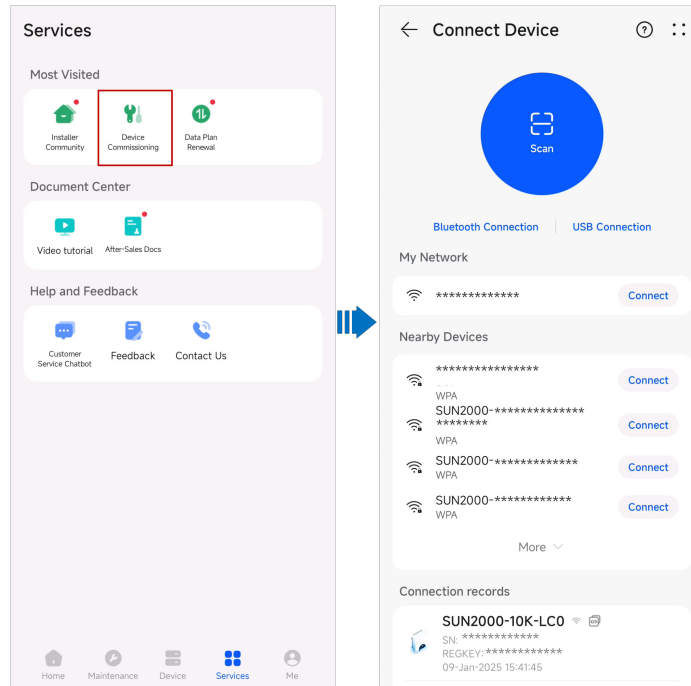 Services
Most Visited
Installer
Community
Device
Commissioning
Data Plan
Renewal
Document Center
Video tutorial
After-Sales Docs
Help and Feedback
Customer
Service Chatbot
Feedback
Contact Us
Home
Maintenance
Device
Services
Me
Connect Device
Scan
Bluetooth Connection
USB Connection
My Network
************* Connect
Nearby Devices
****************
WPA
Connect
SUN2000-**************
********
WPA
Connect
SUN2000-*************
WPA
Connect
SUN2000-************
WPA
Connect
More
Connection records
SUN2000-10K-LC0
SN: ************
REGKEY: ************
09-Jan-2025 15:41:45